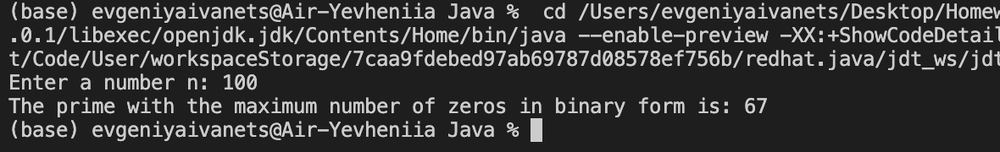 (base) evgeniyaivanets@Air-Yevheniia Java %  cd /Users/evgeniyaivanets/Desktop/Homew
.0.1/libexec/openjdk.jdk/Contents/Home/bin/java --enable-preview -XX:+ShowCodeDetail
t/Code/User/workspaceStorage/7caa9fdebed97ab69787d08578ef756b/redhat.java/jdt_ws/jdt
Enter a number n: 100
The prime with the maximum number of zeros in binary form is: 67
(base) evgeniyaivanets@Air-Yevheniia Java %